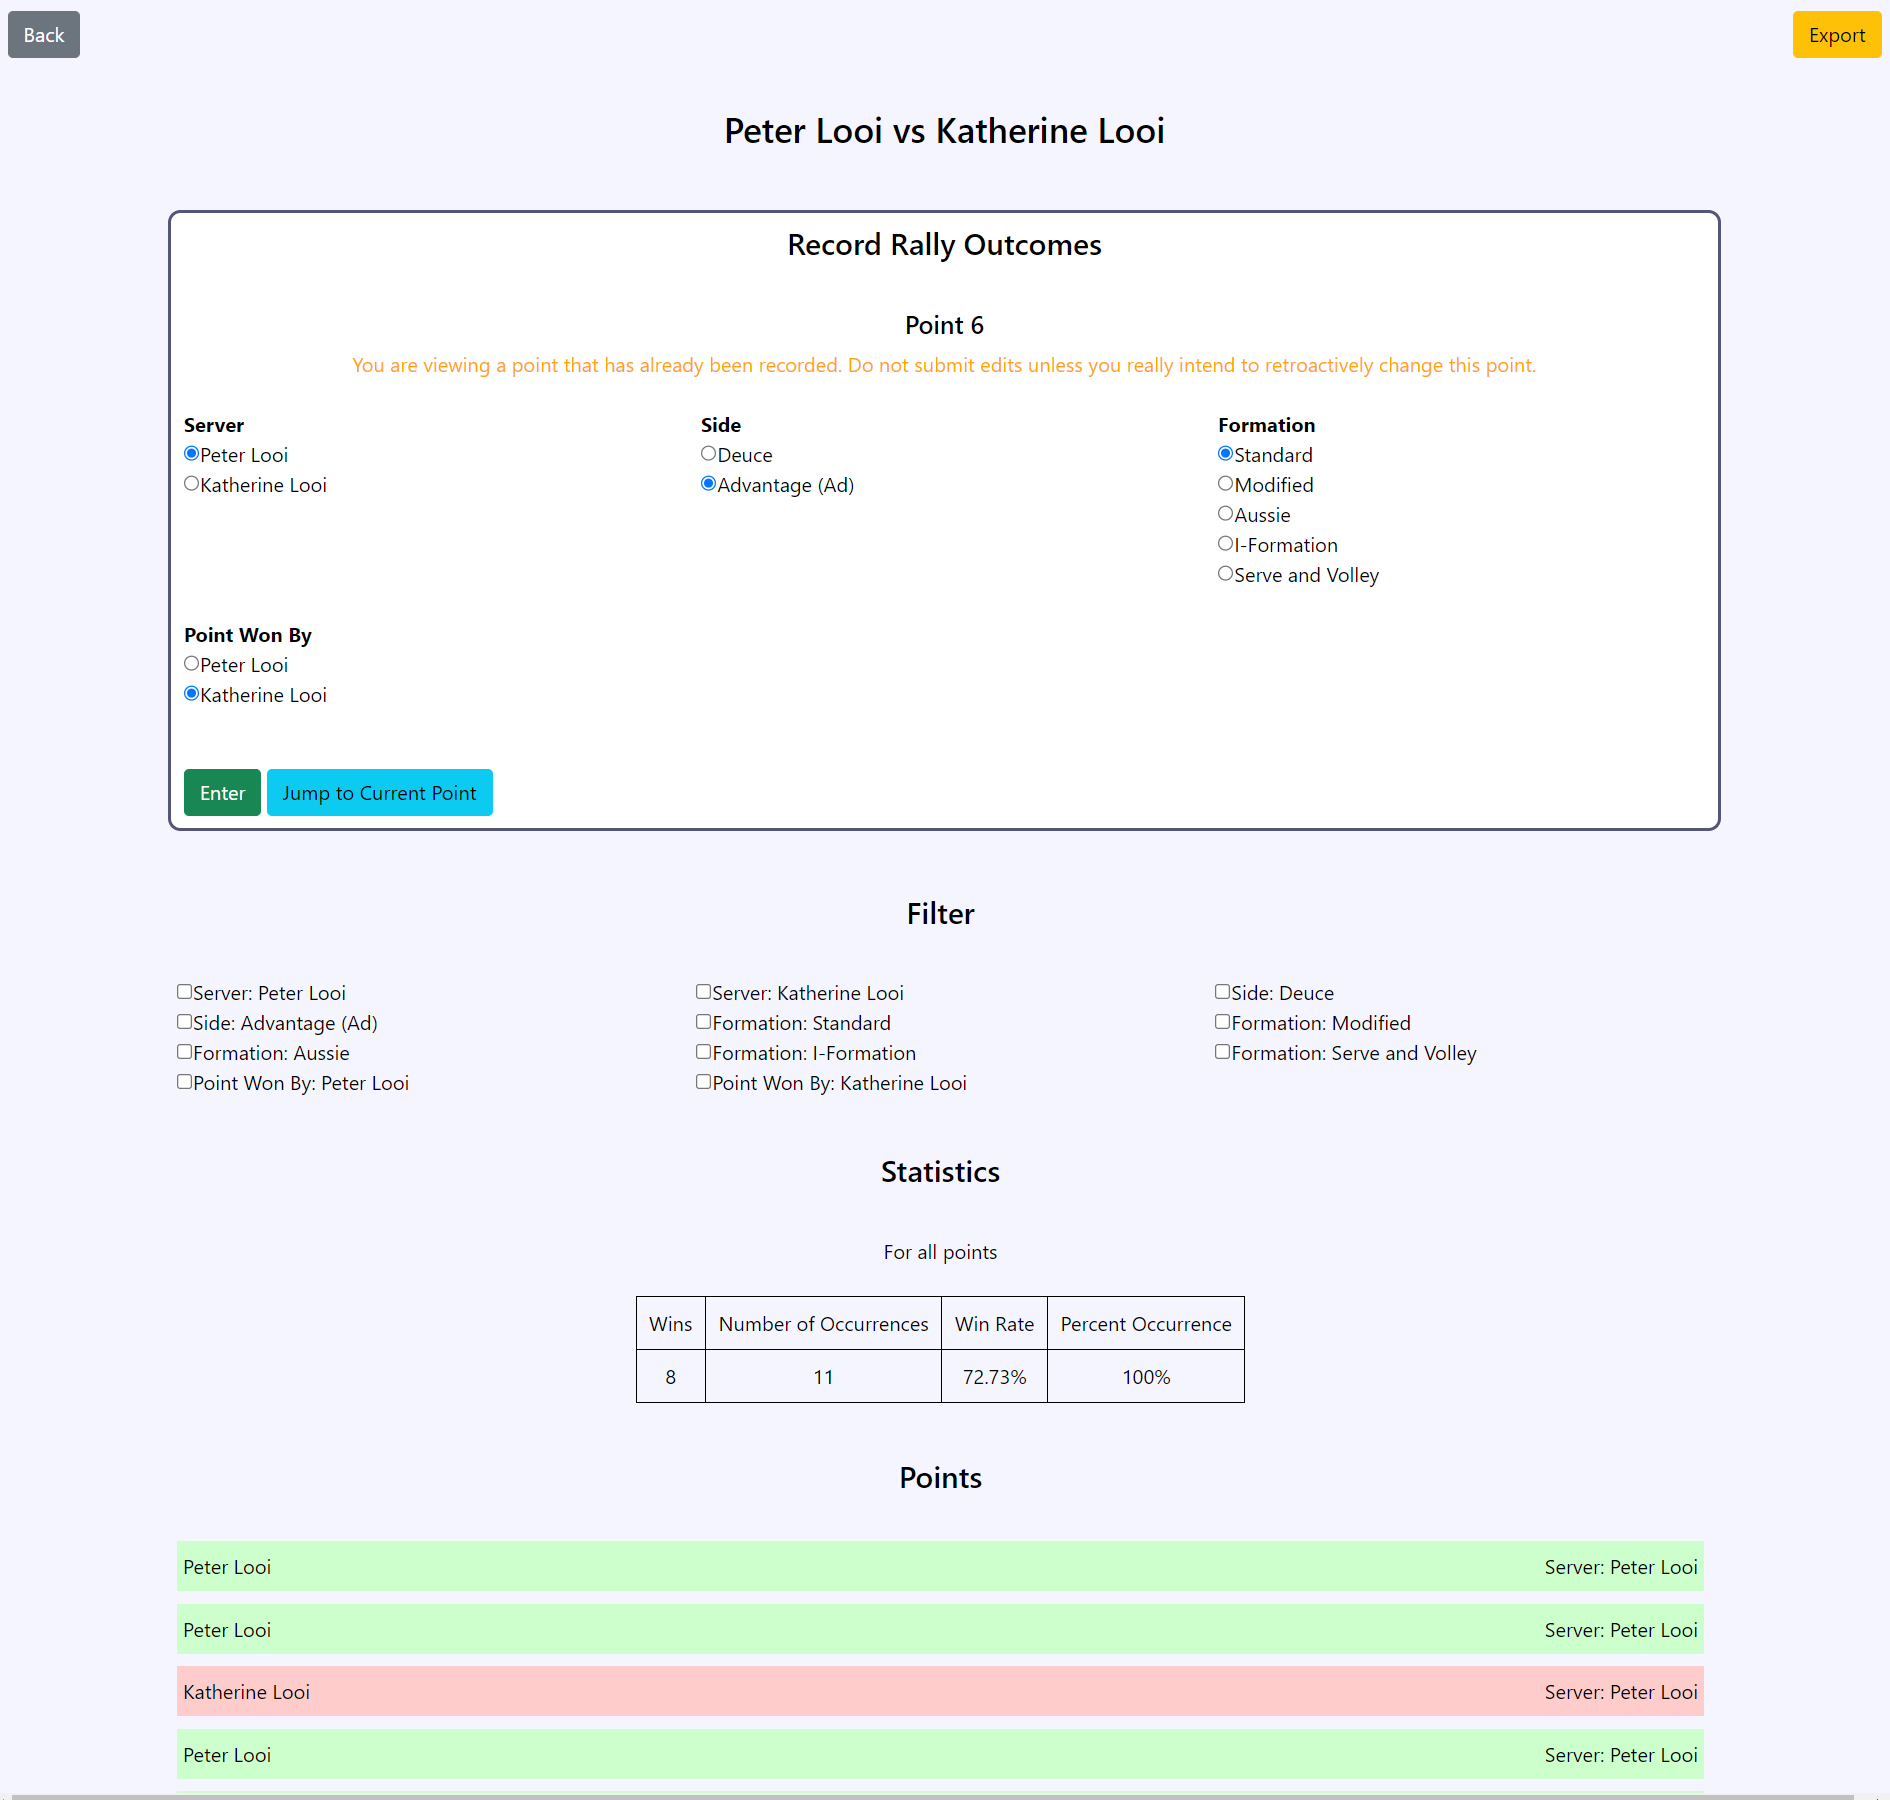 Back
Export
Peter Looi vs Katherine Looi
Record Rally Outcomes
Point 6
You are viewing a point that has already been recorded. Do not submit edits unless you really intend to retroactively change this point.
Server
Peter Looi
Katherine Looi
Side
Deuce
Advantage (Ad)
Formation
Standard
Modified
Aussie
I-Formation
Serve and Volley
Point Won By
Peter Looi
Katherine Looi
Enter
Jump to Current Point
Filter
Server: Peter Looi
Server: Katherine Looi
Side: Deuce
Side: Advantage (Ad)
Formation: Standard
Formation: Modified
Formation: Aussie
Formation: I-Formation
Formation: Serve and Volley
Point Won By: Peter Looi
Point Won By: Katherine Looi
Statistics
For all points
Wins Number of Occurrences Win Rate Percent Occurrence
8 11 72.73% 100%
Points
Peter Looi Server: Peter Looi
Peter Looi Server: Peter Looi
Katherine Looi Server: Peter Looi
Peter Looi Server: Peter Looi